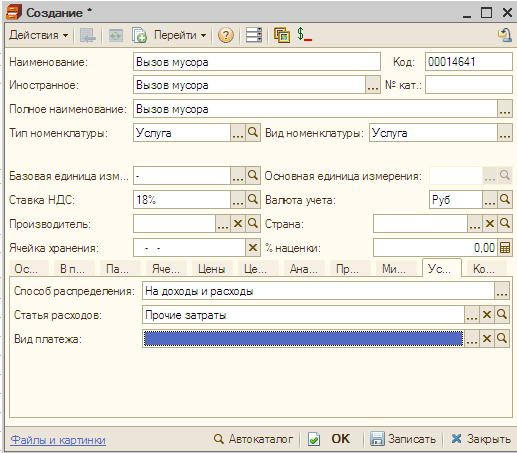 Создание *
Действия Перейти ? $_
Наименование: Вызов мусора Код: 00014641
Иностранное: Вызов мусора ... № кат.:
Полное наименование: Вызов мусора ...
Тип номенклатуры: Услуга ... Вид номенклатуры: Услуга ...
Базовая единица изм... - ... Основная единица измерения: ...
Ставка НДС: 18% ... Валюта учета: Руб ...
Производитель: ... Страна: ...
Ячейка хранения: - - % наценки: 0,00
Ос... В п... Па... Яче... Цены Це... Ана... Пр... Ми... Ус... Ко...
Способ распределения: На доходы и расходы ...
Статья расходов: Прочие затраты ...
Вид платежа: ...
Файлы и картинки Автокаталог OK Записать Закрыть